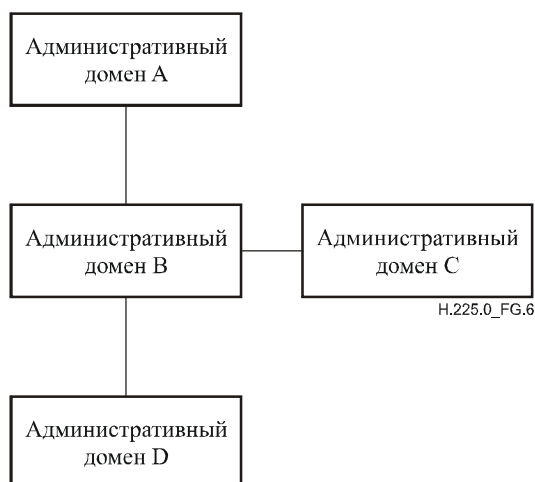 Административный
домен A
Административный
домен B
Административный
домен C
H.225.0_FG.6
Административный
домен D